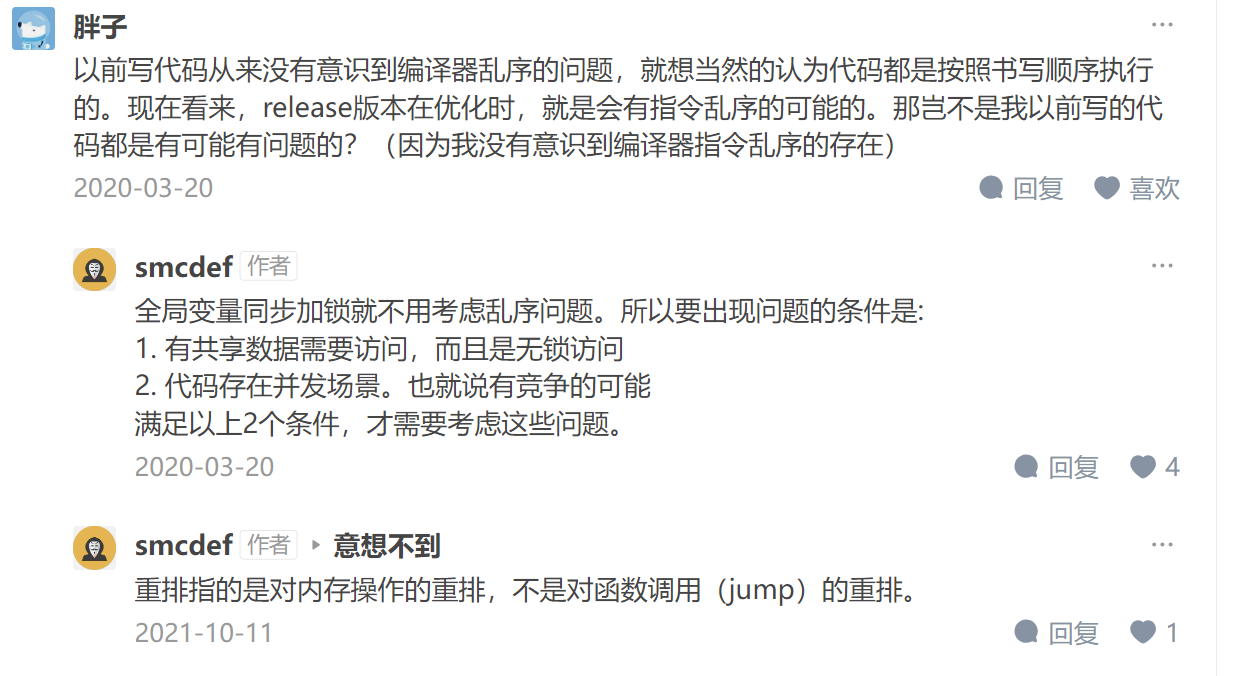 胖子
以前写代码从来没有意识到编译器乱序的问题，就想当然的认为代码都是按照书写顺序执行
的。现在看来，release版本在优化时，就是会有指令乱序的可能的。那岂不是我以前写的代
码都是有可能有问题的？（因为我没有意识到编译器指令乱序的存在）
2020-03-20 回复 喜欢
smcdef 作者
全局变量同步加锁就不用考虑乱序问题。所以要出现问题的条件是:
1. 有共享数据需要访问，而且是无锁访问
2. 代码存在并发场景。也就说有竞争的可能
满足以上2个条件，才需要考虑这些问题。
2020-03-20 回复 4
smcdef 作者 意想不到
重排指的是对内存操作的重排，不是对函数调用（jump）的重排。
2021-10-11 回复 1